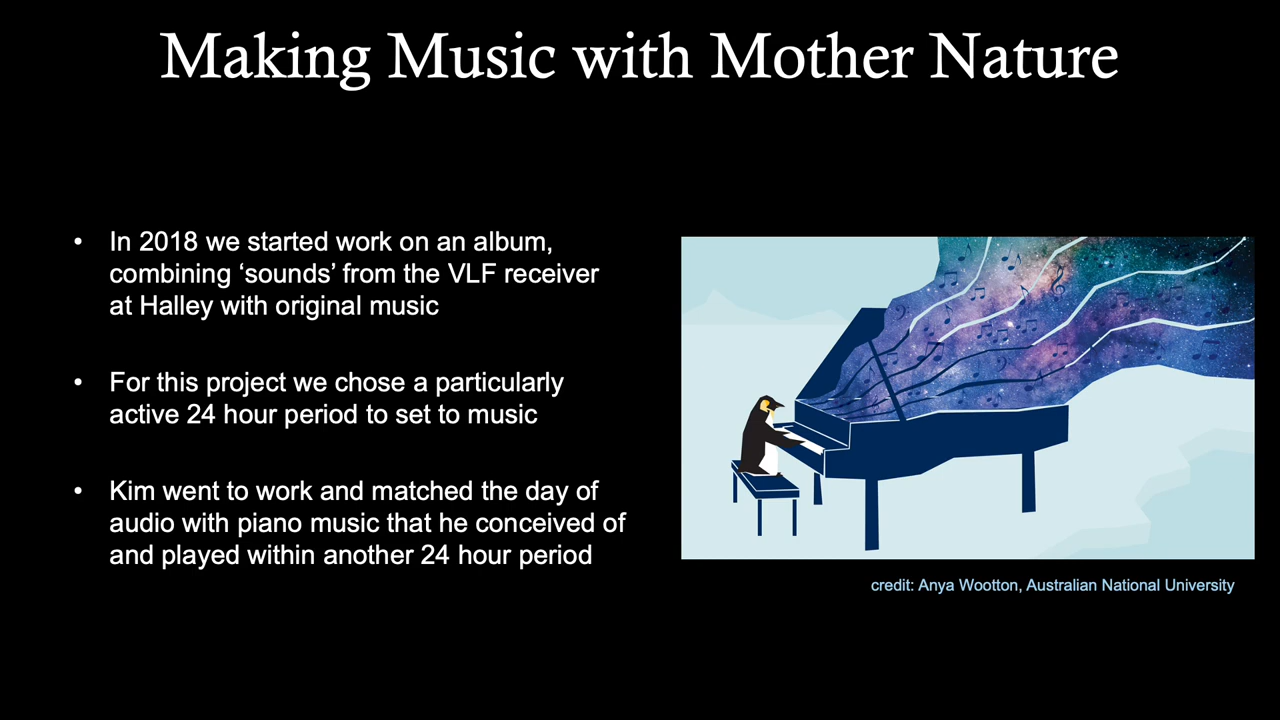 Making Music with Mother Nature
• In 2018 we started work on an album,
combining ‘sounds’ from the VLF receiver
at Halley with original music
• For this project we chose a particularly
active 24 hour period to set to music
• Kim went to work and matched the day of
audio with piano music that he conceived of
and played within another 24 hour period
credit: Anya Wootton, Australian National University